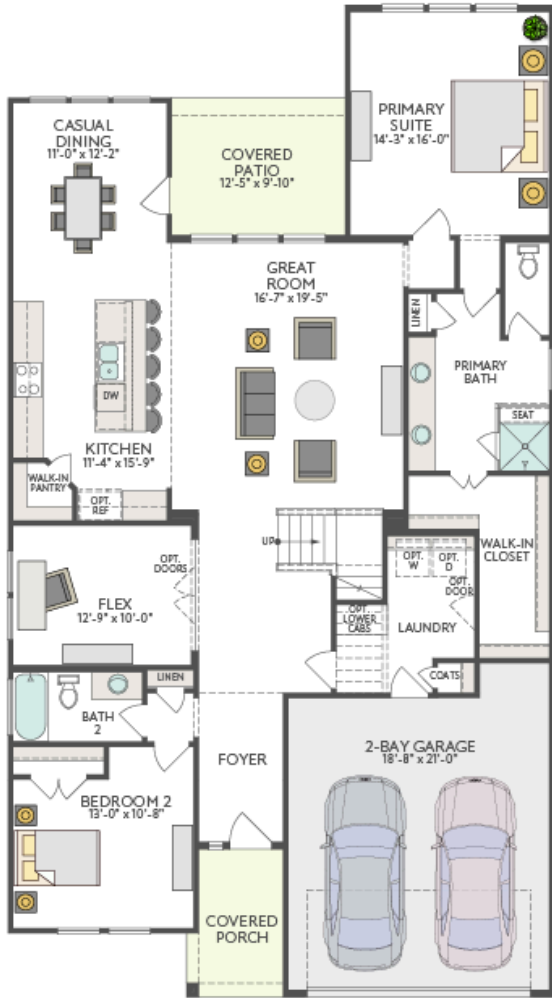 PRIMARY
SUITE
14'-3" x 16'-0"
CASUAL
DINING
11'-0" x 12'-2"
COVERED
PATIO
12'-5" x 9'-10"
GREAT
ROOM
16'-7" x 19'-5"
LINEN
PRIMARY
BATH
SEAT
DW
KITCHEN
11'-4" x 15'-9"
WALK-IN
PANTRY
OPT.
REF
UP
WALK-IN
CLOSET
OPT.
W
OPT.
D
OPT.
DOOR
OPT.
DOORS
FLEX
12'-9" x 10'-0"
OPT.
LOWER
CABS
LAUNDRY
COATS
LINEN
BATH
2
FOYER
2-BAY GARAGE
18'-8" x 21'-0"
BEDROOM 2
13'-0" x 10'-8"
COVERED
PORCH